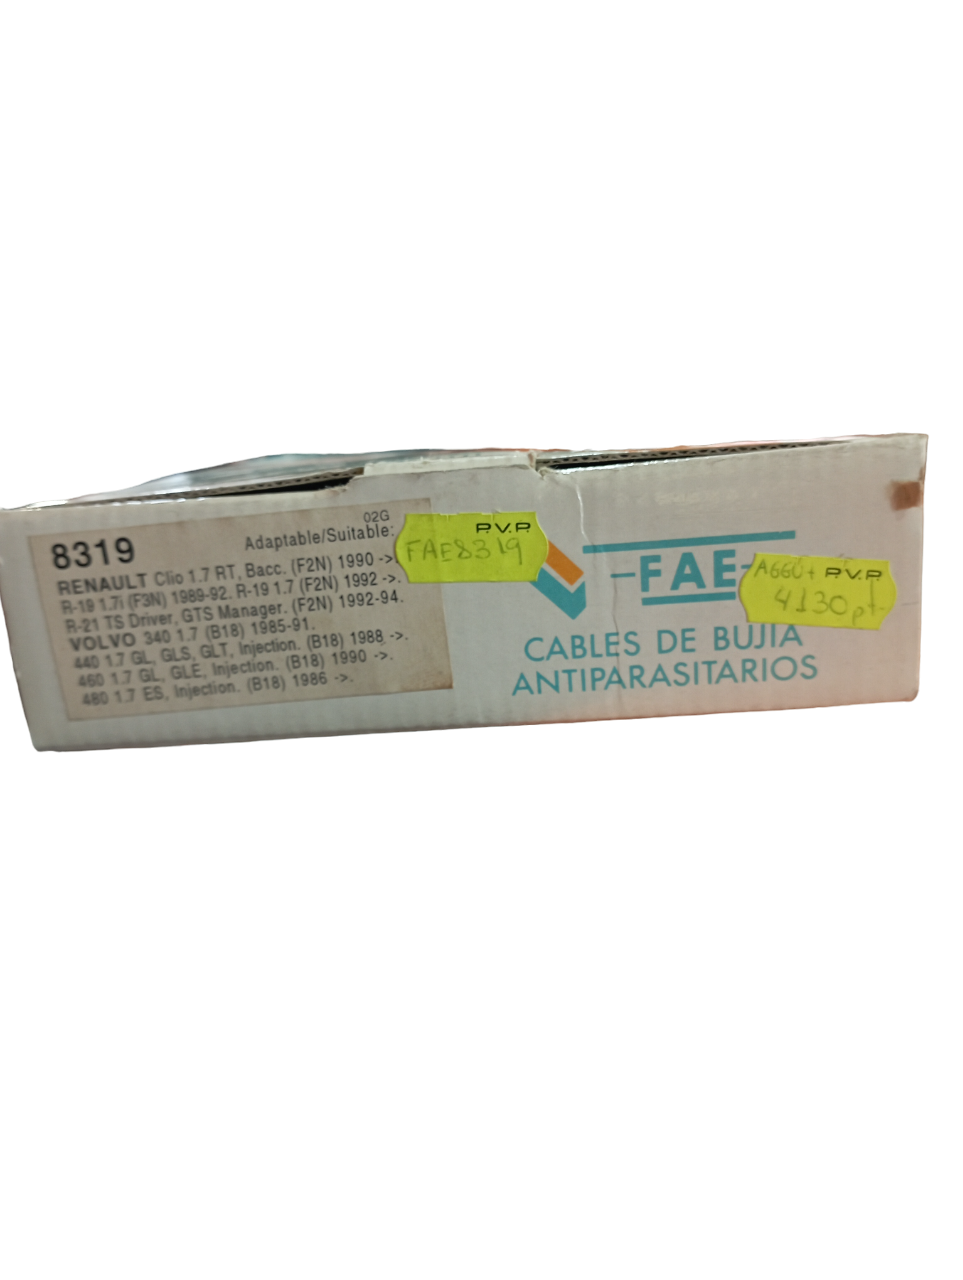 8319
02G
Adaptable/Suitable:
RENAULT Clio 1.7 RT, Bacc. (F2N) 1990 ->
R-19 1.7i (F3N) 1989-92. R-19 1.7 (F2N) 1992 ->.
R-21 TS Driver, GTS Manager. (F2N) 1992-94.
VOLVO 340 1.7 (B18) 1985-91.
440 1.7 GL, GLS, GLT, Injection. (B18) 1988 ->.
460 1.7 GL, GLE, Injection. (B18) 1990 ->.
480 1.7 ES, Injection. (B18) 1986 ->.
P.V.P.
FAE8319
-FAE-
CABLES DE BUJIA
ANTIPARASITARIOS
P.V.P.
4130 pt-